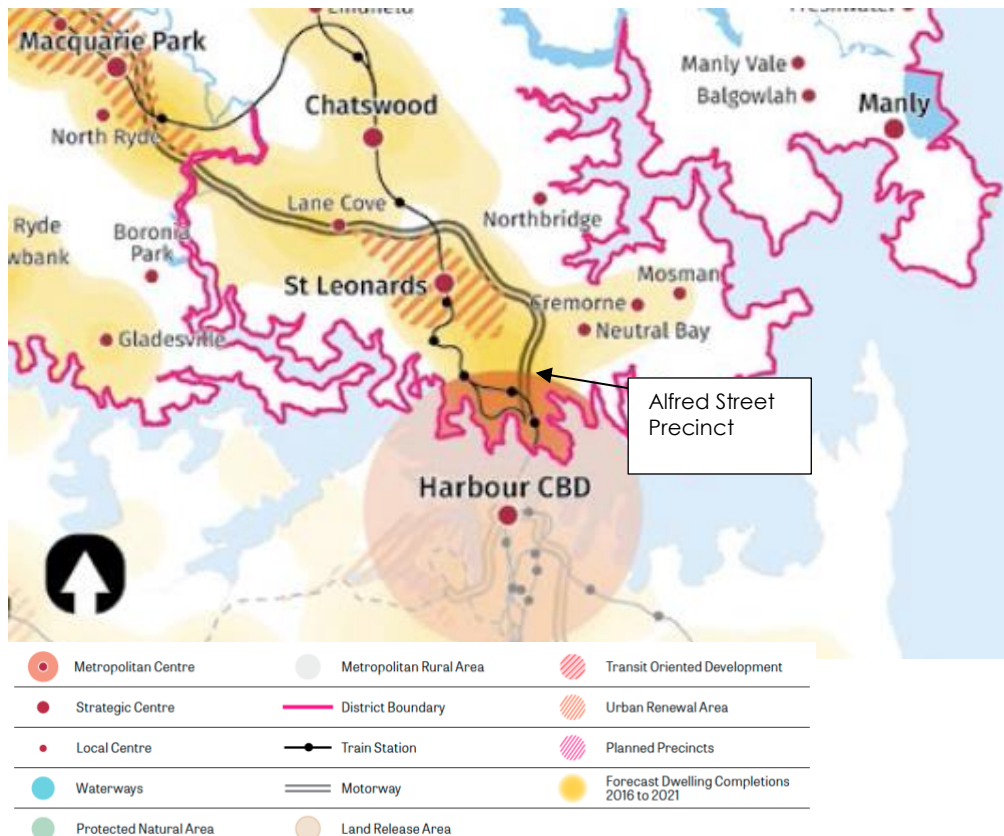 Lindfield
Freshwater
Macquarie Park
Manly Vale
Balgowlah
Manly
Chatswood
North Ryde
Lane Cove
Northbridge
Ryde
wbank
Boronia
Park
Mosman
St Leonards
Cremorne
Neutral Bay
Gladesville
Alfred Street
Precinct
Harbour CBD
Metropolitan Centre
Metropolitan Rural Area
Transit Oriented Development
Strategic Centre
District Boundary
Urban Renewal Area
Local Centre
Train Station
Planned Precincts
Waterways
Motorway
Forecast Dwelling Completions
2016 to 2021
Protected Natural Area
Land Release Area